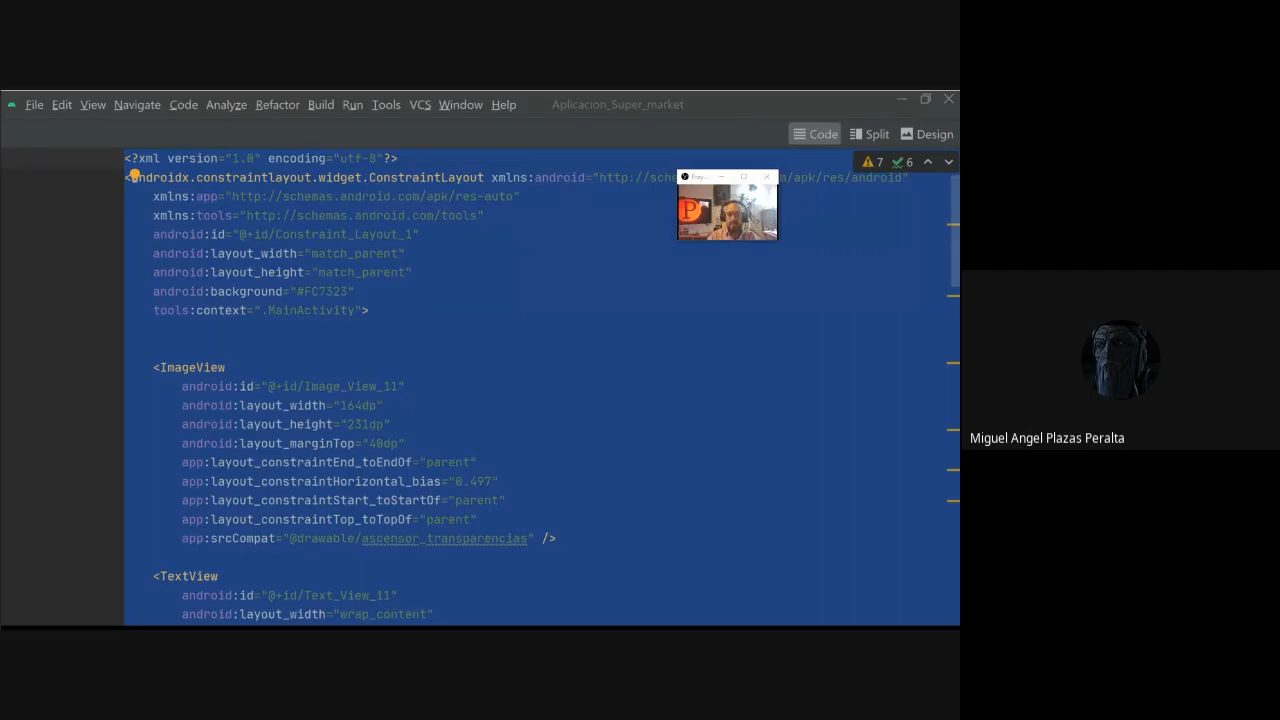 File Edit View Navigate Code Analyze Refactor Build Run Tools VCS Window Help Aplicacion_Super_market
Code Split Design
<?xml version="1.0" encoding="utf-8"?>
7 6
<androidx.constraintlayout.widget.ConstraintLayout xmlns:android="http://sch m/apk/res/android"
Proy...
xmlns:app="http://schemas.android.com/apk/res-auto"
xmlns:tools="http://schemas.android.com/tools"
P
android:id="@+id/Constraint_Layout_1"
android:layout_width="match_parent"
android:layout_height="match_parent"
android:background="#FC7323"
tools:context=".MainActivity">
<ImageView
android:id="@+id/Image_View_11"
android:layout_width="164dp"
android:layout_height="231dp"
android:layout_marginTop="40dp"
app:layout_constraintEnd_toEndOf="parent"
app:layout_constraintHorizontal_bias="0.497"
app:layout_constraintStart_toStartOf="parent"
app:layout_constraintTop_toTopOf="parent"
app:srcCompat="@drawable/ascensor_transparencias" />
<TextView
android:id="@+id/Text_View_11"
android:layout_width="wrap_content"
Miguel Angel Plazas Peralta